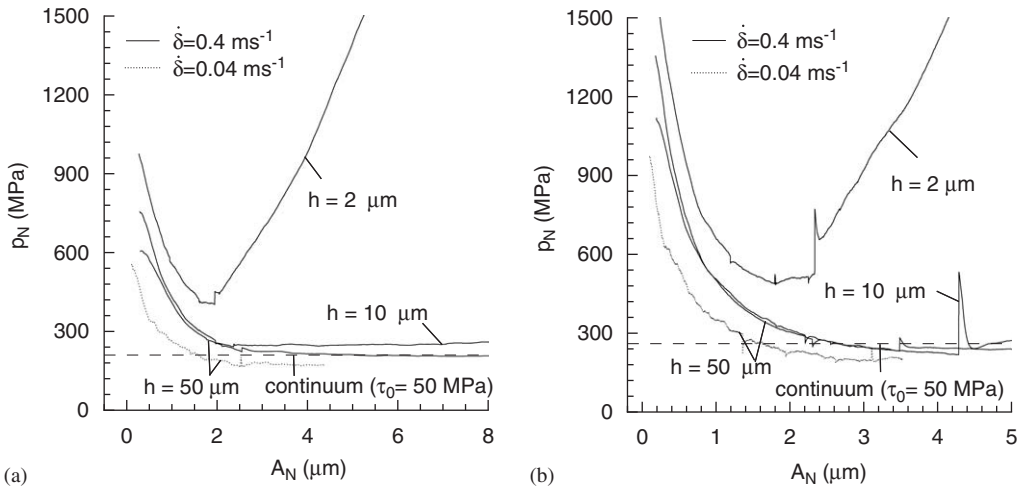 1500
1200
900
600
300
0
p_N (MPa)
δ̇=0.4 ms⁻¹
δ̇=0.04 ms⁻¹
h = 2 μm
h = 10 μm
h = 50 μm
continuum (τ₀= 50 MPa)
0 2 4 6 8
A_N (μm)
(a)
1500
1200
900
600
300
0
p_N (MPa)
δ̇=0.4 ms⁻¹
δ̇=0.04 ms⁻¹
h = 2 μm
h = 10 μm
h = 50 μm
continuum (τ₀= 50 MPa)
0 1 2 3 4 5
A_N (μm)
(b)